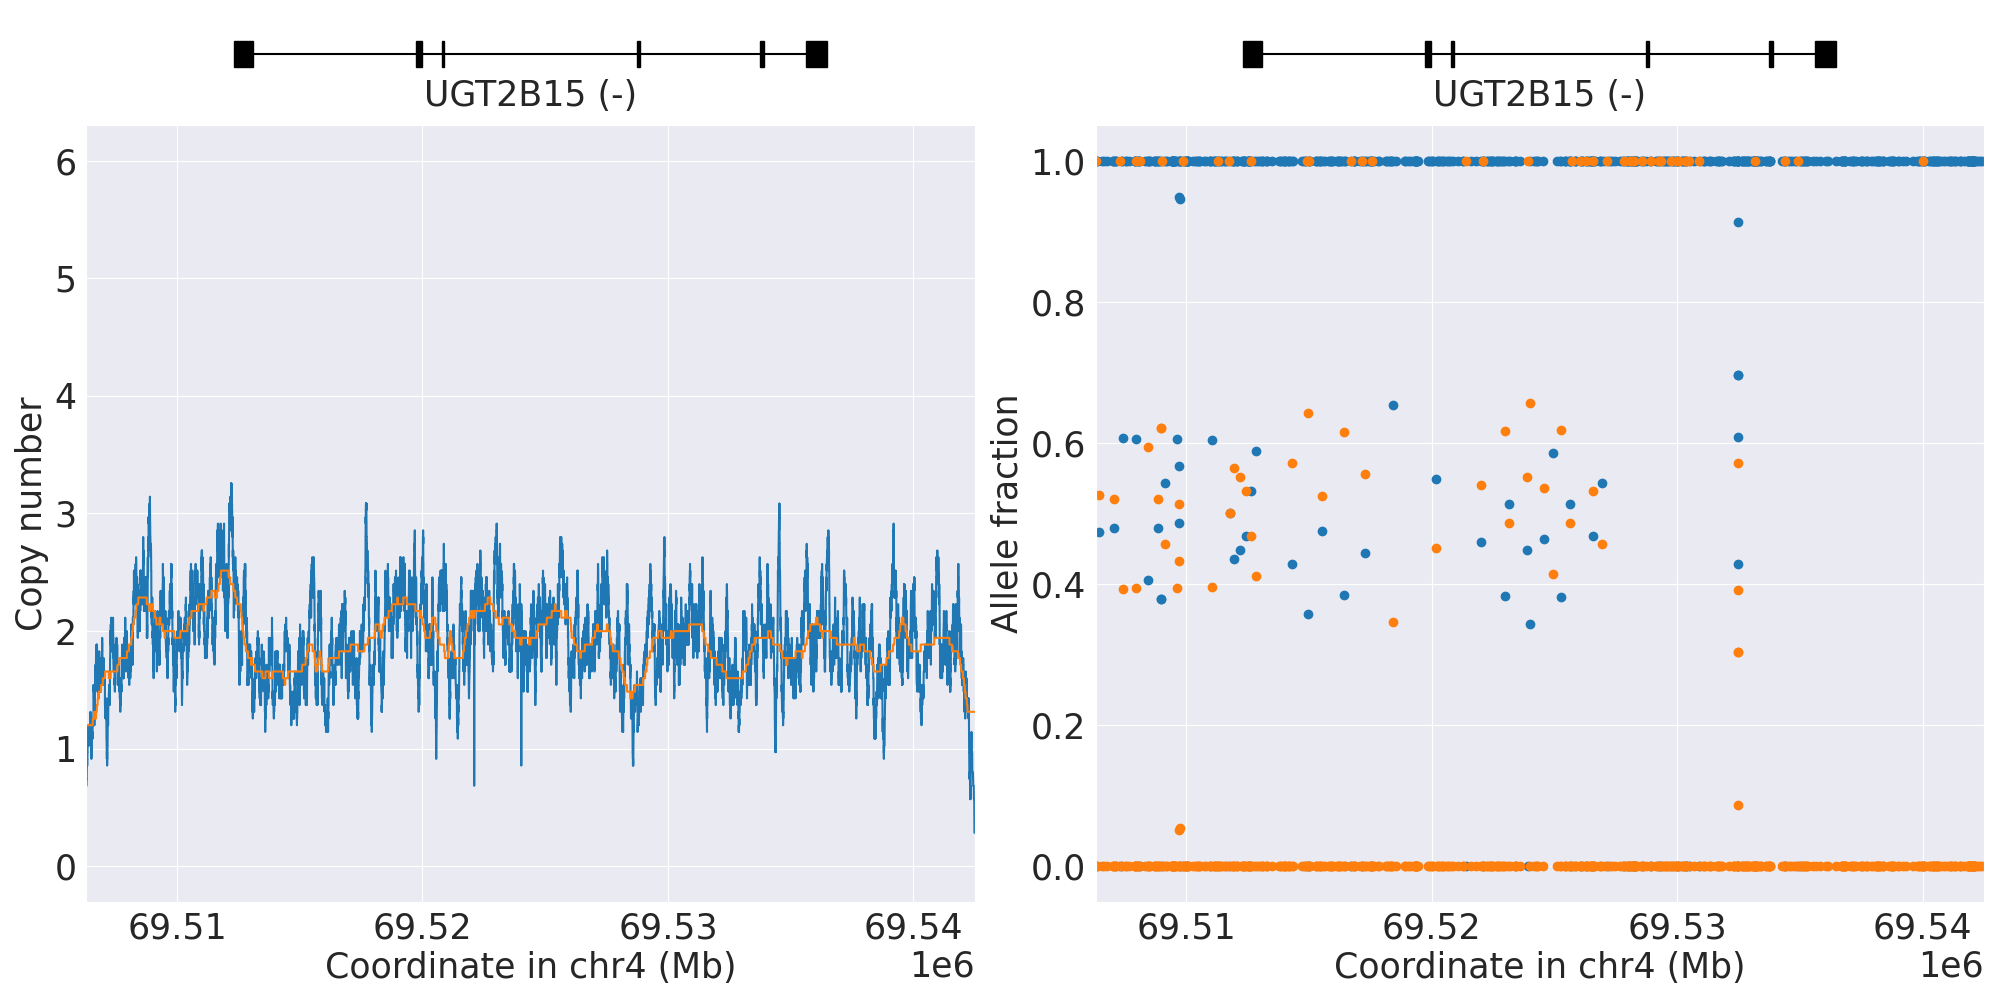 UGT2B15 (-)
6
5
4
3
2
1
0
Copy number
69.51 69.52 69.53 69.54
Coordinate in chr4 (Mb)
1e6
UGT2B15 (-)
1.0
0.8
0.6
0.4
0.2
0.0
Allele fraction
69.51 69.52 69.53 69.54
Coordinate in chr4 (Mb)
1e6